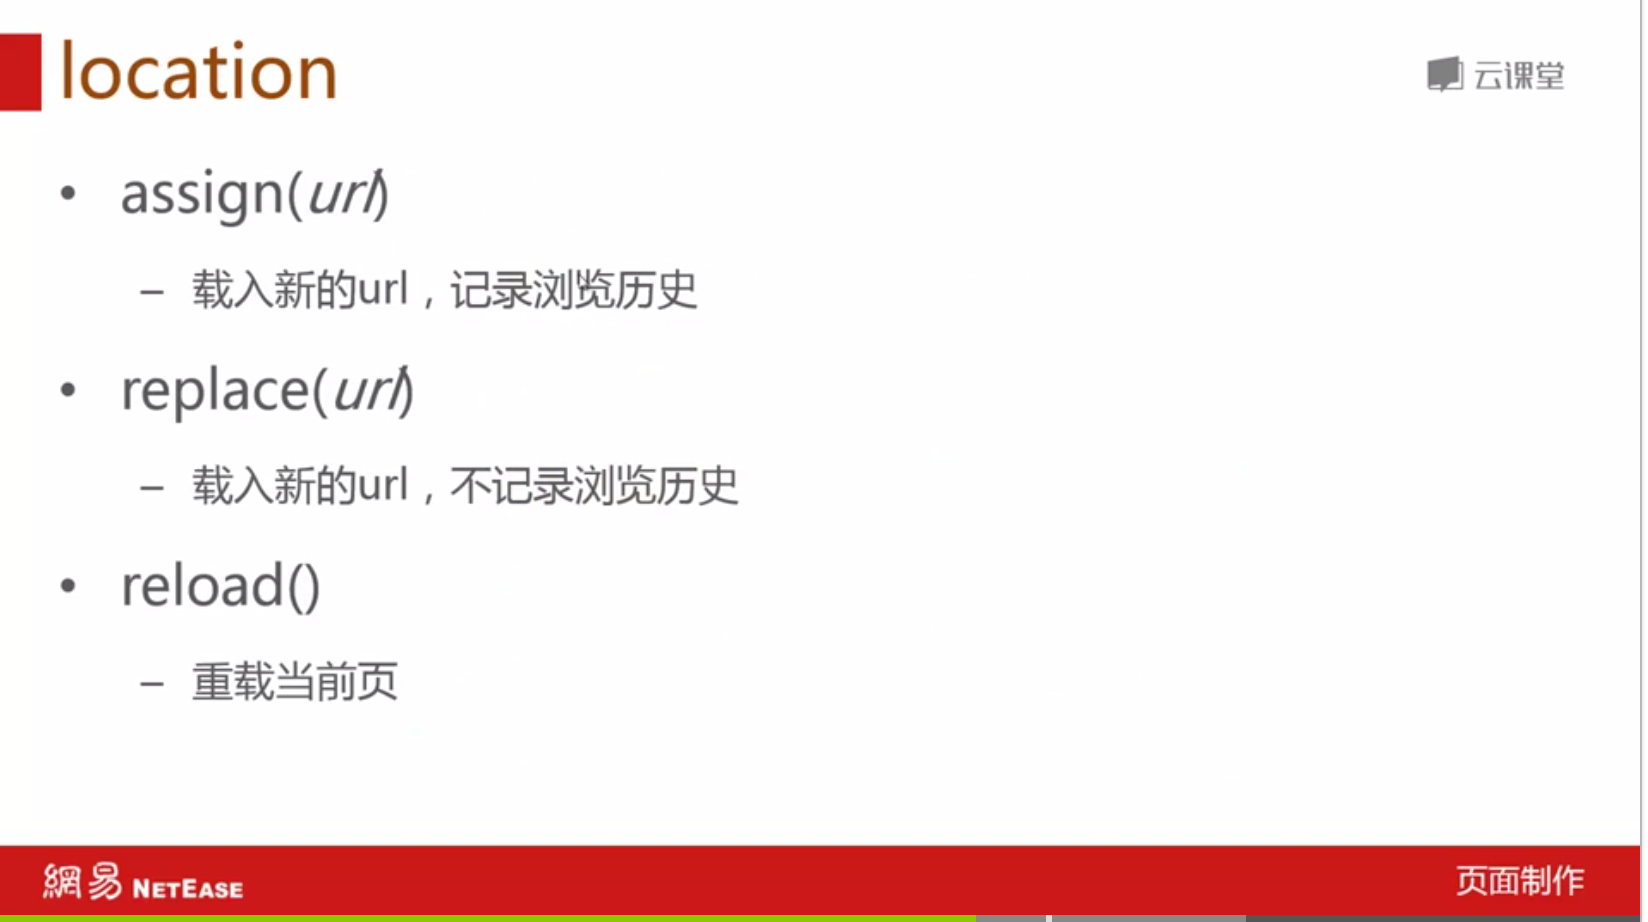 location
云课堂
• assign(url)
– 载入新的url，记录浏览历史
• replace(url)
– 载入新的url，不记录浏览历史
• reload()
– 重载当前页
網易 NETEASE
页面制作